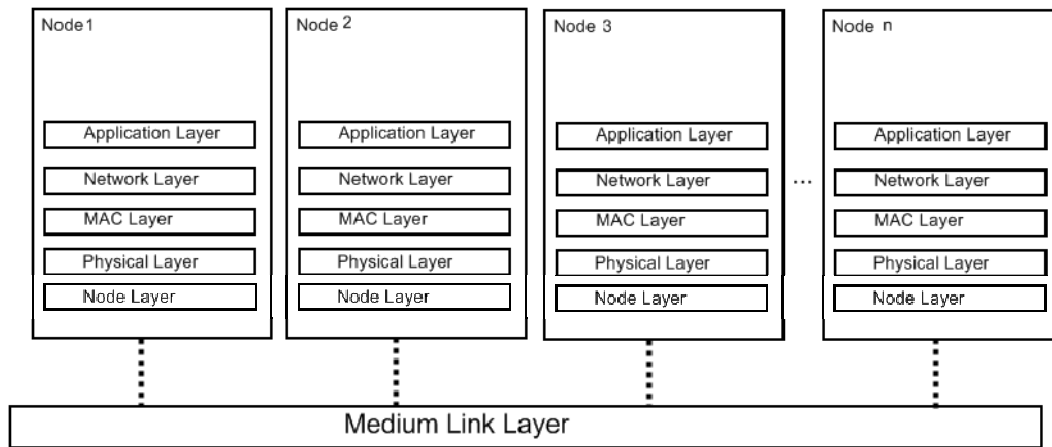 Node 1
Application Layer
Network Layer
MAC Layer
Physical Layer
Node Layer
Node 2
Application Layer
Network Layer
MAC Layer
Physical Layer
Node Layer
Node 3
Application Layer
Network Layer
MAC Layer
Physical Layer
Node Layer
...
Node n
Application Layer
Network Layer
MAC Layer
Physical Layer
Node Layer
Medium Link Layer